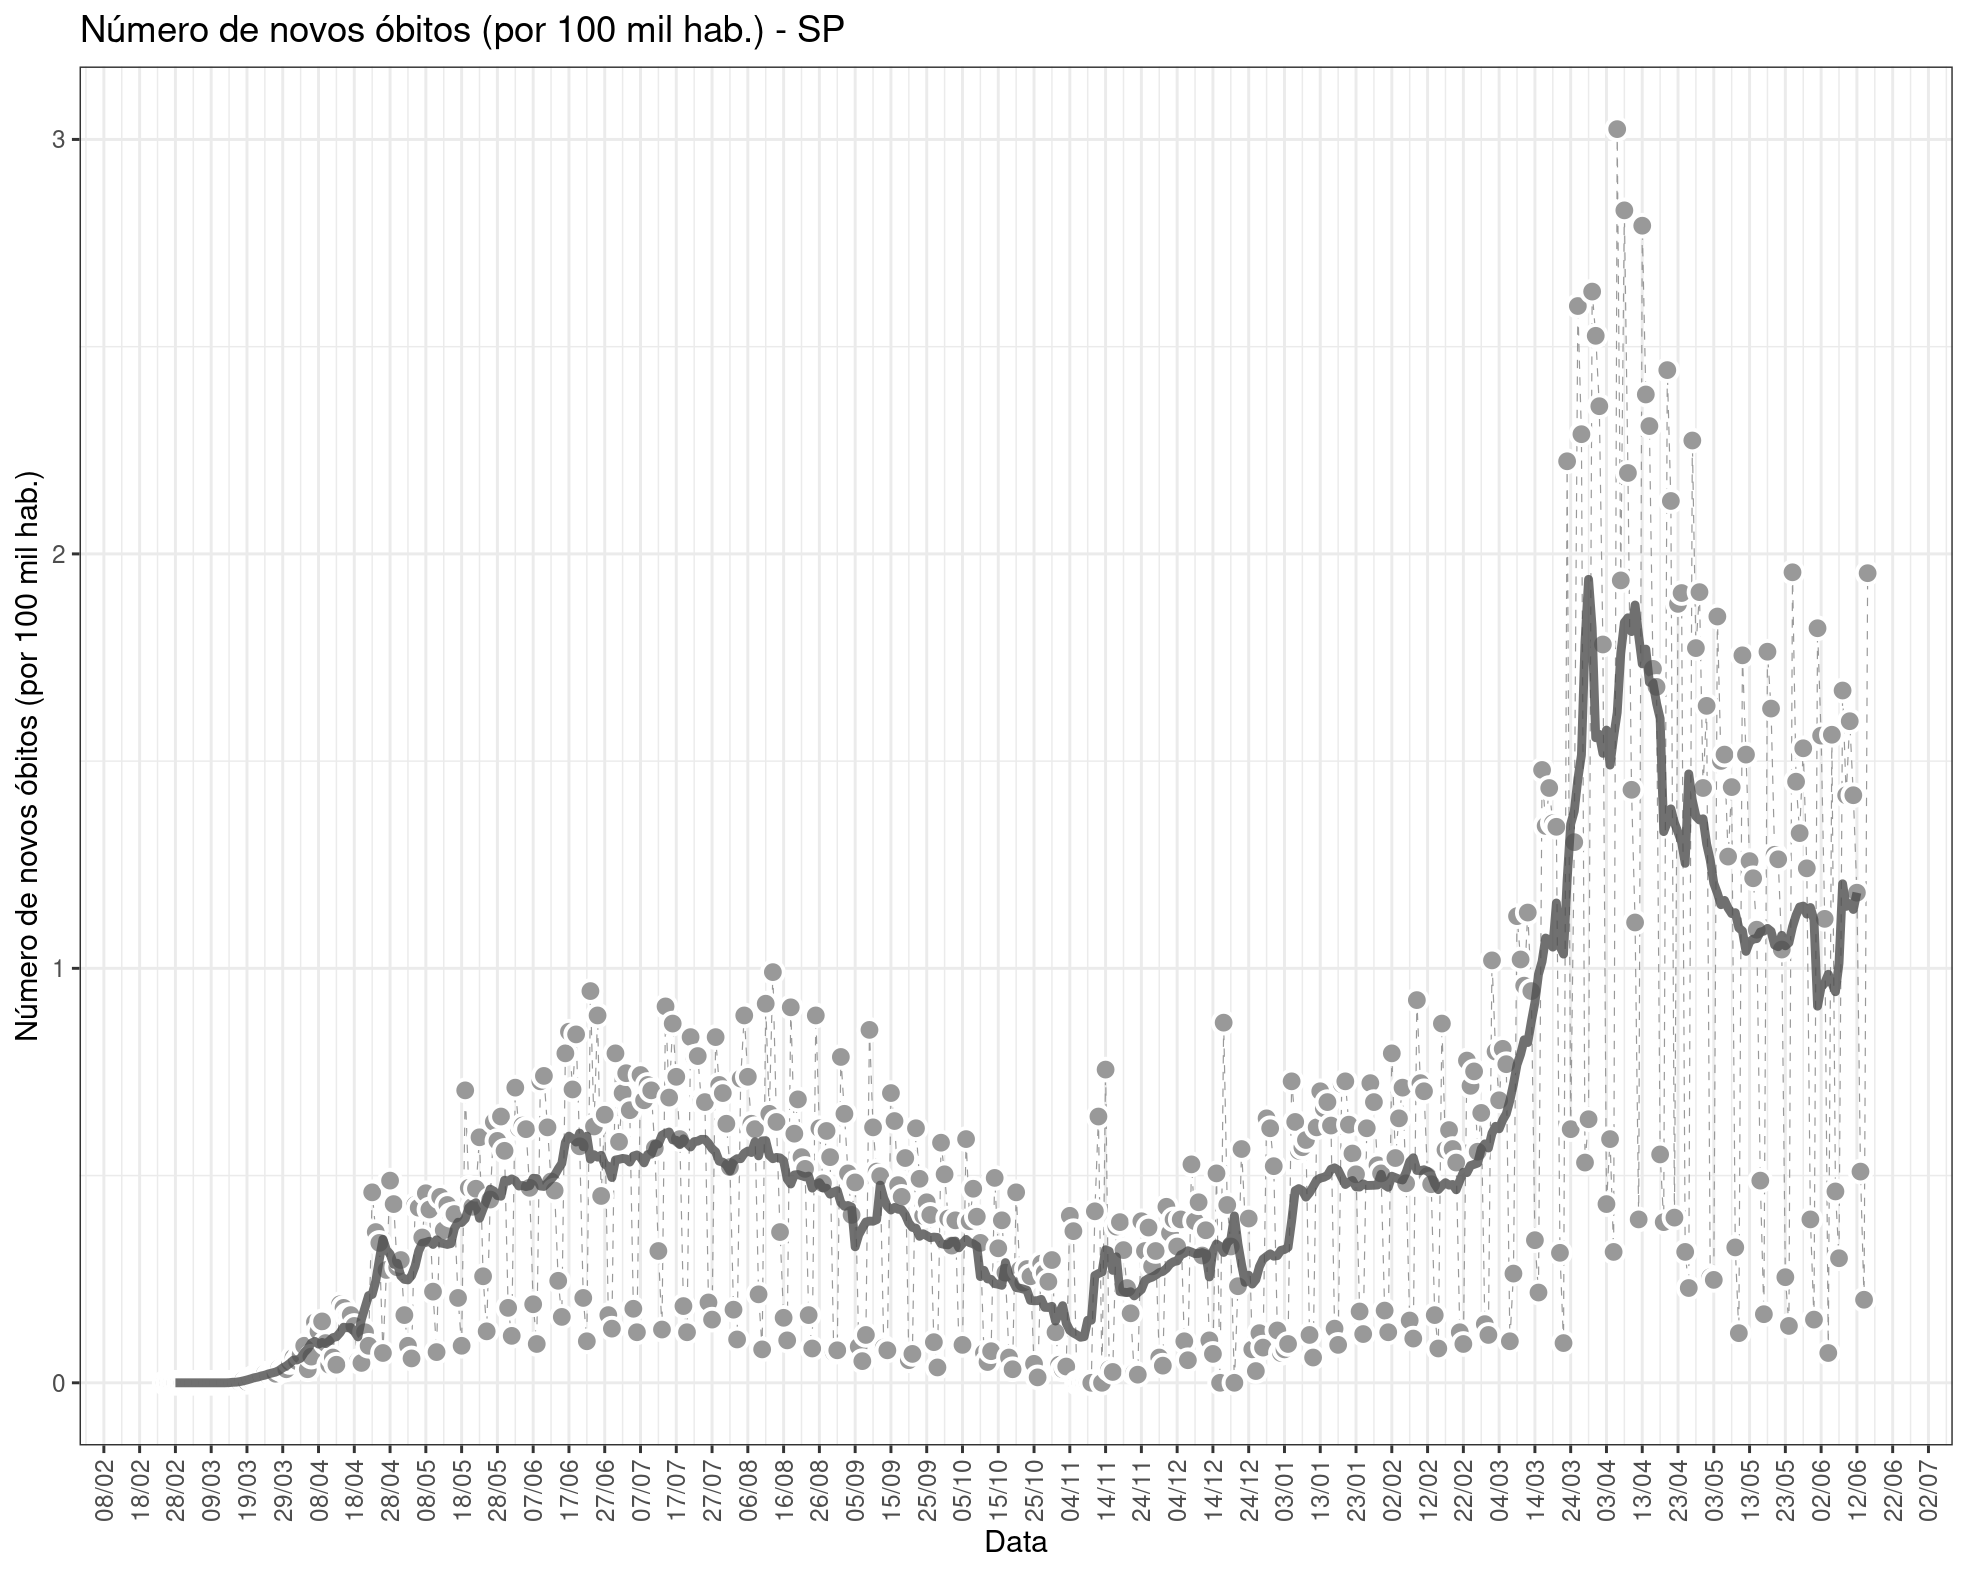 Número de novos óbitos (por 100 mil hab.) - SP
Número de novos óbitos (por 100 mil hab.)
3
2
1
0
08/02 18/02 28/02 09/03 19/03 29/03 08/04 18/04 28/04 08/05 18/05 28/05 07/06 17/06 27/06 07/07 17/07 27/07 06/08 16/08 26/08 05/09 15/09 25/09 05/10 15/10 25/10 04/11 14/11 24/11 04/12 14/12 24/12 03/01 13/01 23/01 02/02 12/02 22/02 04/03 14/03 24/03 03/04 13/04 23/04 03/05 13/05 23/05 02/06 12/06 22/06 02/07
Data